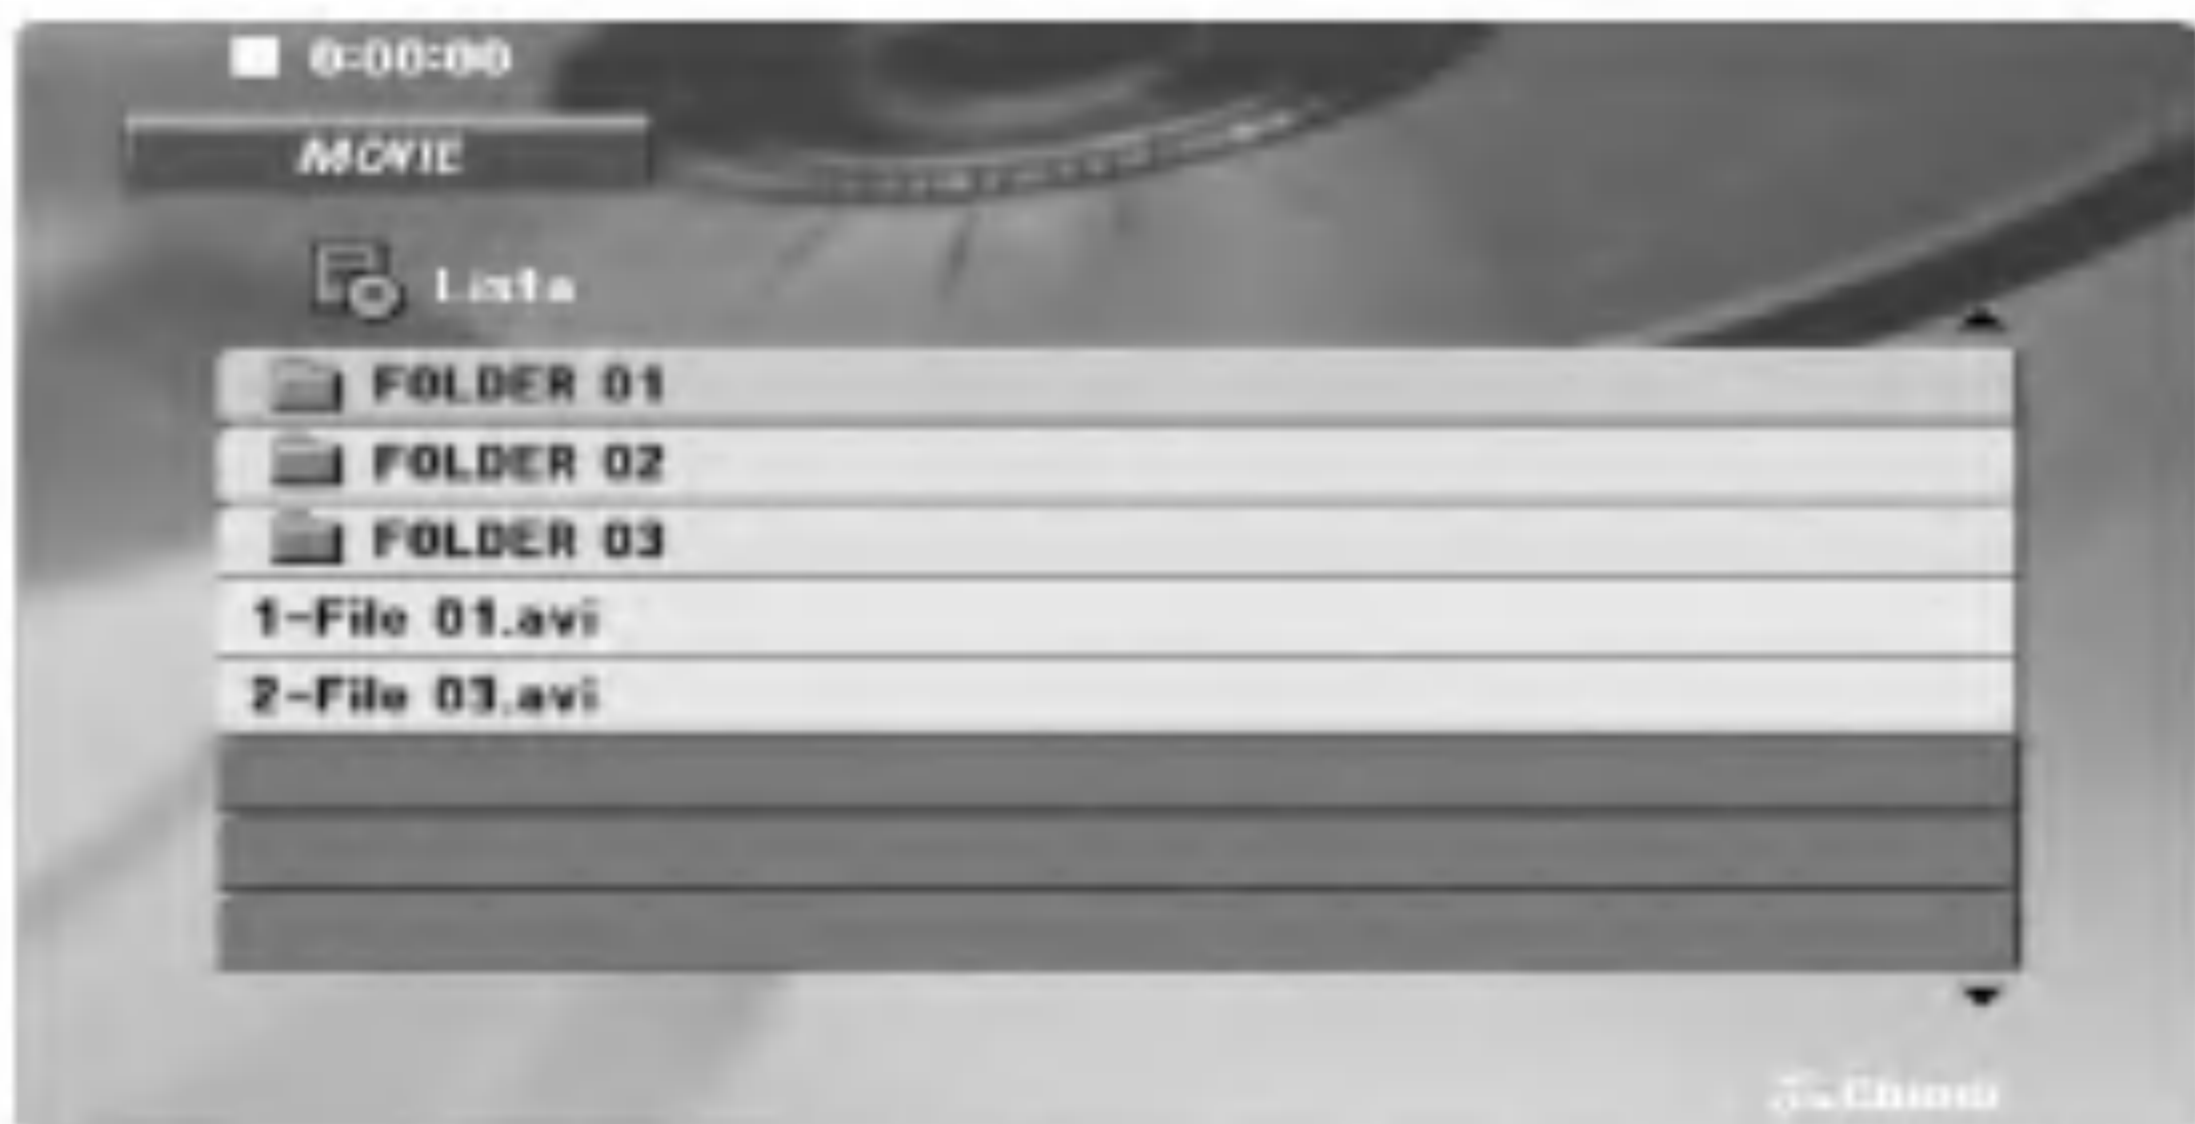 0:00:00
MOVIE
Lista
FOLDER 01
FOLDER 02
FOLDER 03
1-File 01.avi
2-File 03.avi